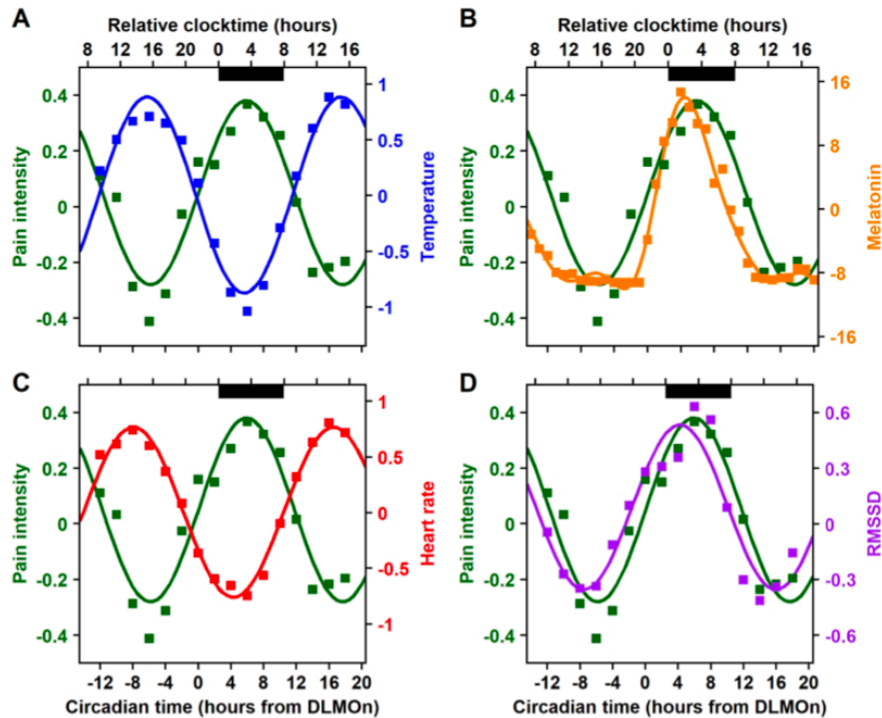 A
Relative clocktime (hours)
8 12 16 20 0 4 8 12 16
0.4
0.2
0
-0.2
-0.4
Pain intensity
1
0.5
0
-0.5
-1
Temperature
B
Relative clocktime (hours)
8 12 16 20 0 4 8 12 16
0.4
0.2
0
-0.2
-0.4
Pain intensity
16
8
0
-8
-16
Melatonin
C
0.4
0.2
0
-0.2
-0.4
Pain intensity
1
0.5
0
-0.5
-1
Heart rate
-12 -8 -4 0 4 8 12 16 20
Circadian time (hours from DLMOn)
D
0.4
0.2
0
-0.2
-0.4
Pain intensity
0.6
0.3
0
-0.3
-0.6
RMSSD
-12 -8 -4 0 4 8 12 16 20
Circadian time (hours from DLMOn)